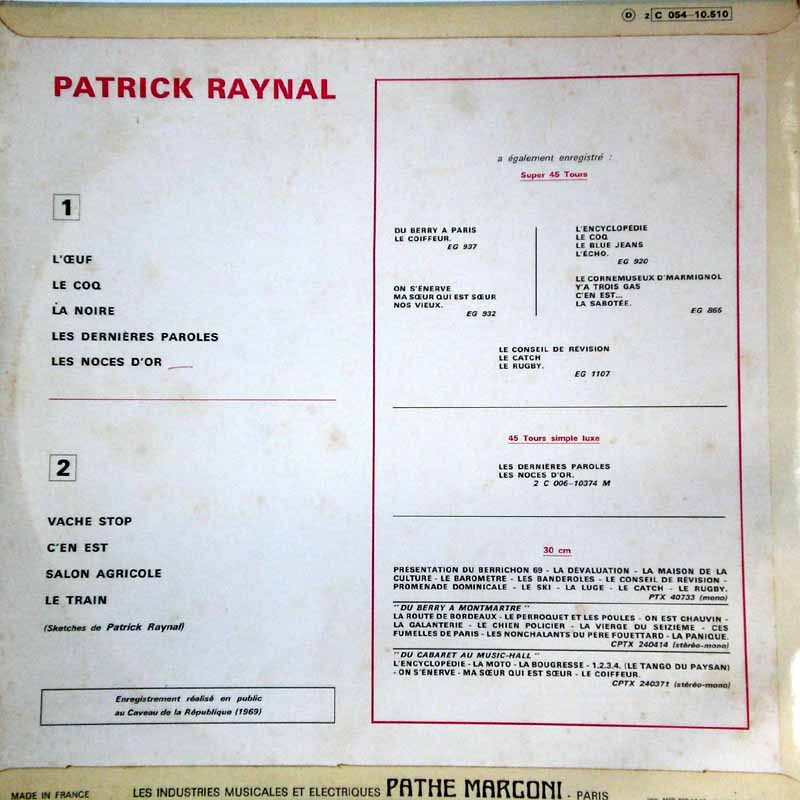 Ⓓ 2 C 054-10.510
PATRICK RAYNAL
1
L'ŒUF
LE COQ
LA NOIRE
LES DERNIÈRES PAROLES
LES NOCES D'OR
2
VACHE STOP
C'EN EST
SALON AGRICOLE
LE TRAIN
(Sketches de Patrick Raynal)
Enregistrement réalisé en public
au Caveau de la République (1969)
a également enregistré :
Super 45 Tours
DU BERRY A PARIS
LE COIFFEUR.
EG 937
ON S'ÉNERVE
MA SŒUR QUI EST SŒUR
NOS VIEUX.
EG 932
L'ENCYCLOPÉDIE
LE COQ
LE BLUE JEANS
L'ÉCHO.
EG 920
LE CORNEMUSEUX D'MARMIGNOL
Y'A TROIS GAS
C'EN EST...
LA SABOTÉE.
EG 865
LE CONSEIL DE RÉVISION
LE CATCH
LE RUGBY.
EG 1107
45 Tours simple luxe
LES DERNIÈRES PAROLES
LES NOCES D'OR.
2 C 006-10374 M
30 cm
PRÉSENTATION DU BERRICHON 69 - LA DÉVALUATION - LA MAISON DE LA
CULTURE - LE BAROMÈTRE - LES BANDEROLES - LE CONSEIL DE RÉVISION -
PROMENADE DOMINICALE - LE SKI - LA LUGE - LE CATCH - LE RUGBY.
PTX 40733 (mono)
"DU BERRY A MONTMARTRE"
LA ROUTE DE BORDEAUX - LE PERROQUET ET LES POULES - ON EST CHAUVIN -
LA GALANTERIE - LE CHIEN POLICIER - LA VIERGE DU SEIZIÈME - CES
FUMELLES DE PARIS - LES NONCHALANTS DU PÈRE FOUETTARD - LA PANIQUE.
CPTX 240414 (stéréo-mono)
"DU CABARET AU MUSIC-HALL"
L'ENCYCLOPÉDIE - LA MOTO - LA BOUGRESSE - 1.2.3.4. (LE TANGO DU PAYSAN)
- ON S'ÉNERVE - MA SŒUR QUI EST SŒUR - LE COIFFEUR.
CPTX 240371 (stéréo-mono)
MADE IN FRANCE
LES INDUSTRIES MUSICALES ET ELECTRIQUES PATHE MARCONI - PARIS